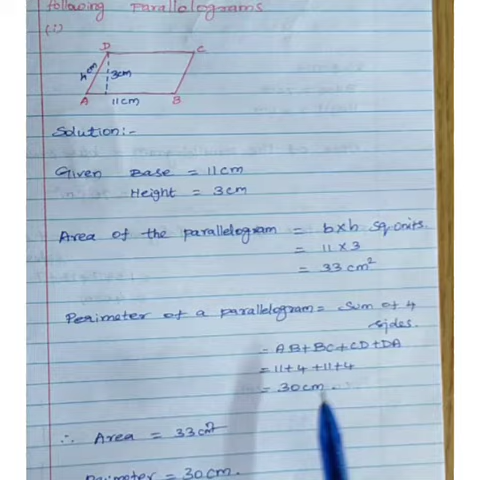 following parallelograms
(i)
D
C
4 cm
3cm
A
11cm
B
Solution:-
Given Base = 11cm
Height = 3cm
Area of the parallelogram = b×h sq.units.
= 11 × 3
= 33 cm²
Perimeter of a parallelogram = Sum of 4
sides.
= AB+BC+CD+DA
= 11+4+11+4
= 30cm.
∴ Area = 33cm²
Perimeter = 30cm.